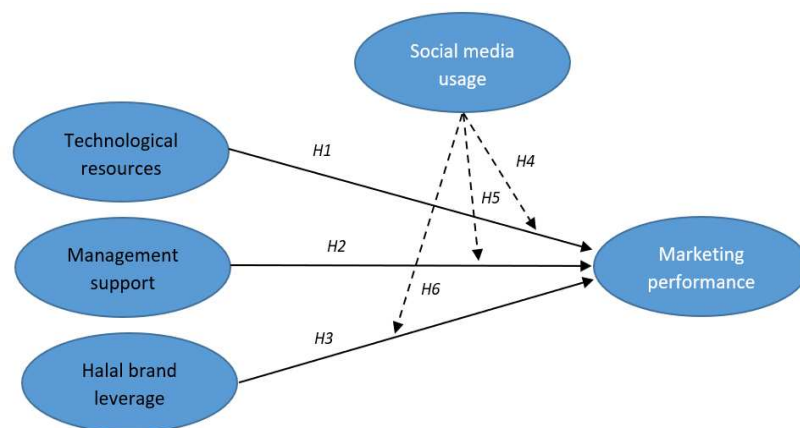 Social media
usage
Technological
resources
H1
H4
H5
Management
support
H2
Marketing
performance
H6
H3
Halal brand
leverage